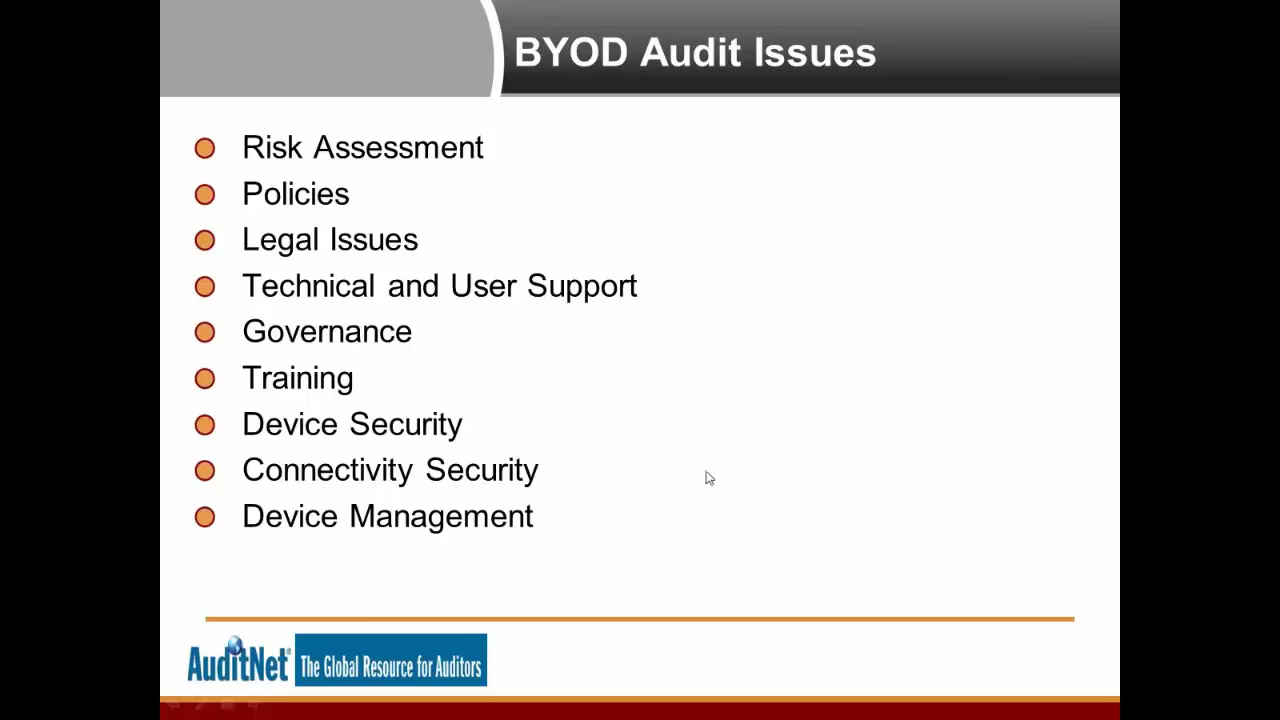 BYOD Audit Issues
Risk Assessment
Policies
Legal Issues
Technical and User Support
Governance
Training
Device Security
Connectivity Security
Device Management
AuditNet® The Global Resource for Auditors